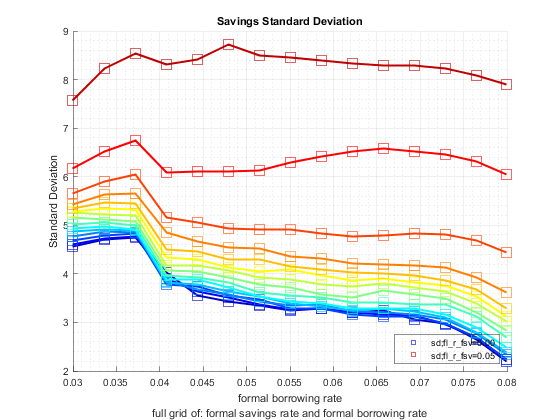 Savings Standard Deviation
9
8
7
6
5
4
3
2
Standard Deviation
sd;fl_r_fsv=0.00
sd;fl_r_fsv=0.05
0.03 0.035 0.04 0.045 0.05 0.055 0.06 0.065 0.07 0.075 0.08
formal borrowing rate
full grid of: formal savings rate and formal borrowing rate